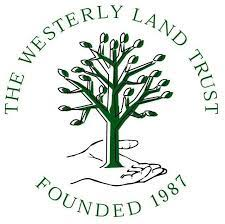 THE WESTERLY LAND TRUST
FOUNDED 1987